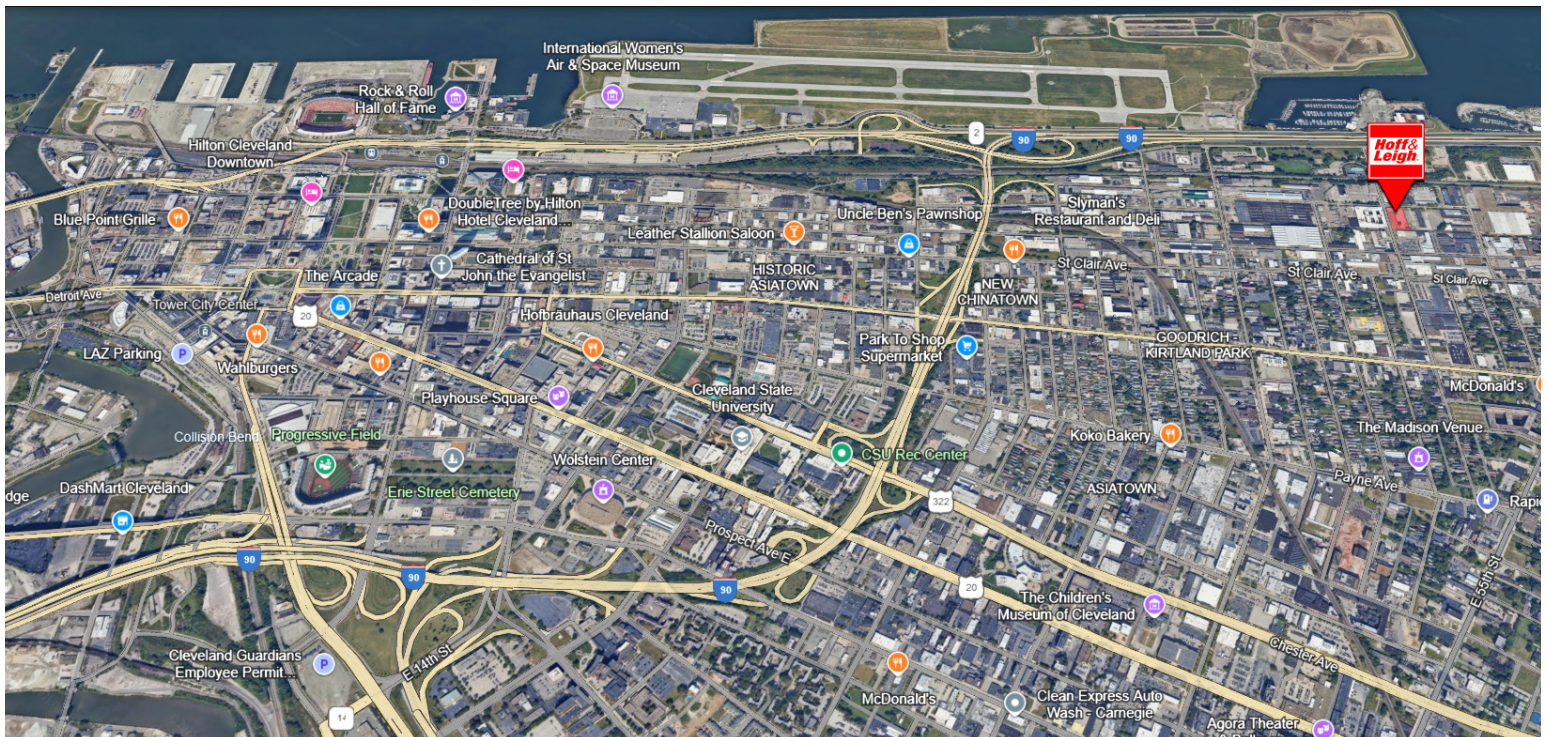 International Women's
Air & Space Museum
Rock & Roll
Hall of Fame
2
90
90
Hoff&
Leigh
Hilton Cleveland
Downtown
Blue Point Grille
DoubleTree by Hilton
Hotel Cleveland...
Leather Stallion Saloon
Uncle Ben's Pawnshop
Slyman's
Restaurant and Deli
Cathedral of St
John the Evangelist
The Arcade
HISTORIC
ASIATOWN
St Clair Ave
St Clair Ave
St Clair Ave
NEW
CHINATOWN
Detroit Ave
Tower City Center
20
Hofbräuhaus Cleveland
LAZ Parking
P
Wahlburgers
Park To Shop
Supermarket
GOODRICH -
KIRTLAND PARK
McDonald's
Playhouse Square
Cleveland State
University
Collision Bend
Progressive Field
Koko Bakery
The Madison Venue
CSU Rec Center
Wolstein Center
Erie Street Cemetery
DashMart Cleveland
dge
ASIATOWN
Payne Ave
Rapi
322
Prospect Ave E
90
90
90
20
E 55th St
The Children's
Museum of Cleveland
Chester Ave
Cleveland Guardians
Employee Permit...
P
E 14th St
McDonald's
Clean Express Auto
Wash - Carnegie
14
Agora Theater